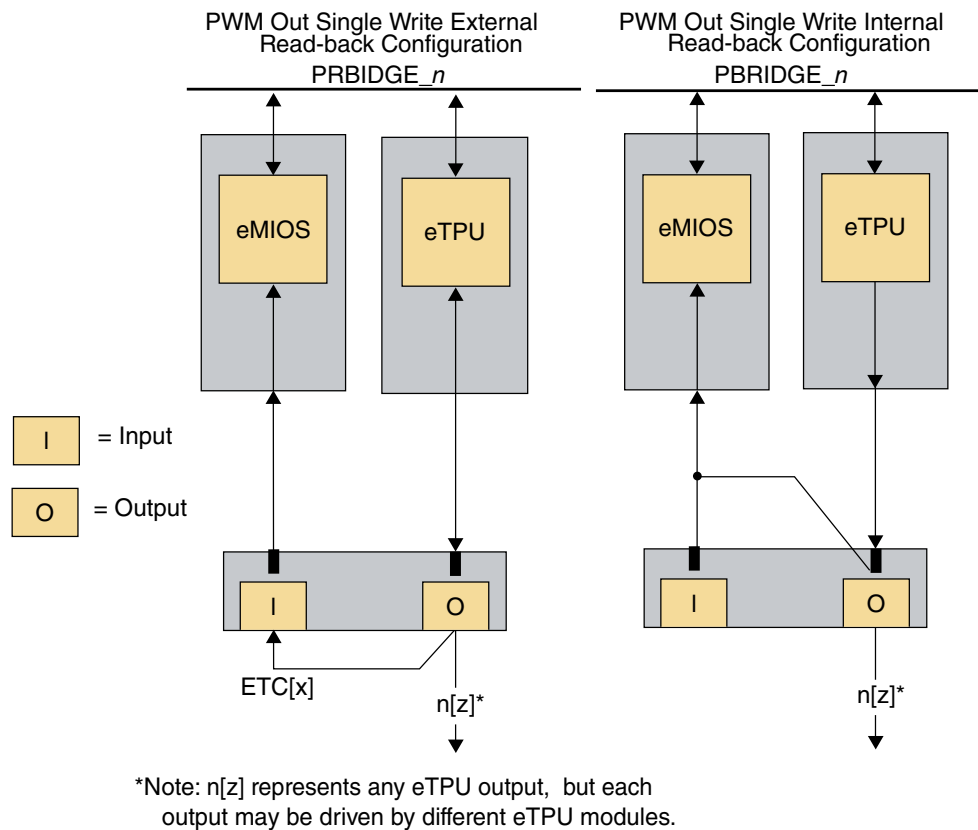 PWM Out Single Write External
Read-back Configuration
PRBIDGE_n
eMIOS
eTPU
I
O
ETC[x]
n[z]*
PWM Out Single Write Internal
Read-back Configuration
PBRIDGE_n
eMIOS
eTPU
I
O
n[z]*
I
= Input
O
= Output
*Note: n[z] represents any eTPU output, but each
output may be driven by different eTPU modules.